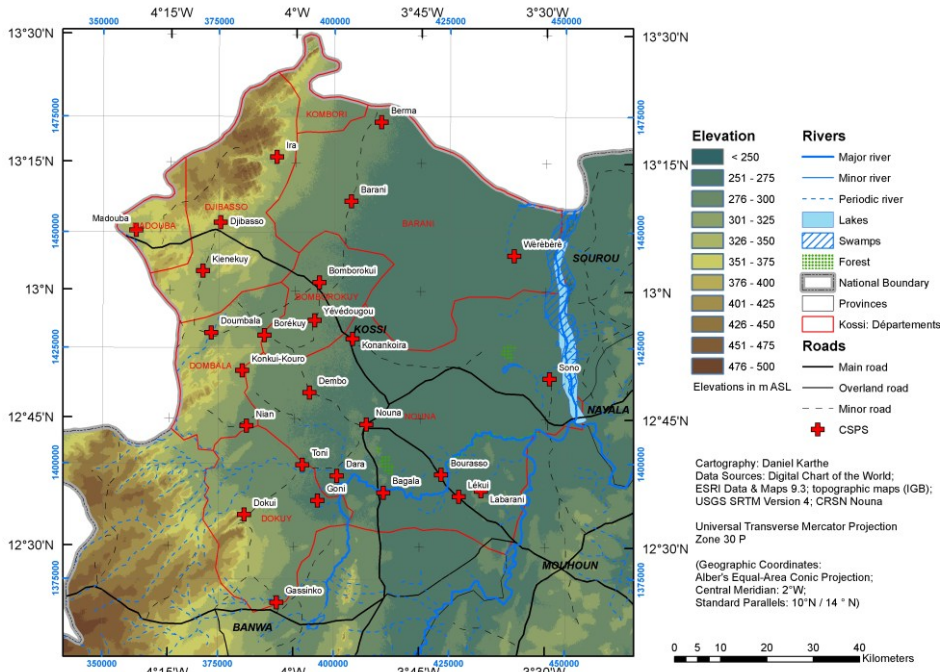 4°15'W 4°W 3°45'W 3°30'W
350000 375000 400000 425000 450000
13°30'N
1475000 1475000
Berma
KOMBORI
Ira
13°15'N 13°15'N
Barani
DJIBASSO BARANI
Madouba Djibasso
ADOUBA
1450000 1450000
Wèrèbèrè
SOUROU
Kienekuy
13°N 13°N
Bomborokui
BOMBOROKUY
Yévédougou
Doumbala Borékuy KOSSI
Konankoira
1425000 1425000
Konkui-Kouro
DOMBALA
Sono
Dembo
12°45'N 12°45'N
Nian Nouna NOUNA NAYALA
1400000 1400000
Toni Dara Bourasso
Goni Bagala Lékui
Labarani
Dokui
DOKUY
12°30'N 12°30'N
MOUHOUN
1375000 1375000
Gassinko
BANWA
350000 375000 400000 425000 450000
4°15'W 4°W 3°45'W 3°30'W
Elevation
< 250
251 - 275
276 - 300
301 - 325
326 - 350
351 - 375
376 - 400
401 - 425
426 - 450
451 - 475
476 - 500
Elevations in m ASL
Rivers
Major river
Minor river
Periodic river
Lakes
Swamps
Forest
National Boundary
Provinces
Kossi: Départements
Roads
Main road
Overland road
Minor road
CSPS
Cartography: Daniel Karthe
Data Sources: Digital Chart of the World;
ESRI Data & Maps 9.3; topographic maps (IGB);
USGS SRTM Version 4; CRSN Nouna
Universal Transverse Mercator Projection
Zone 30 P
(Geographic Coordinates:
Alber's Equal-Area Conic Projection;
Central Meridian: 2°W;
Standard Parallels: 10°N / 14 ° N)
0 5 10 20 30 40
Kilometers